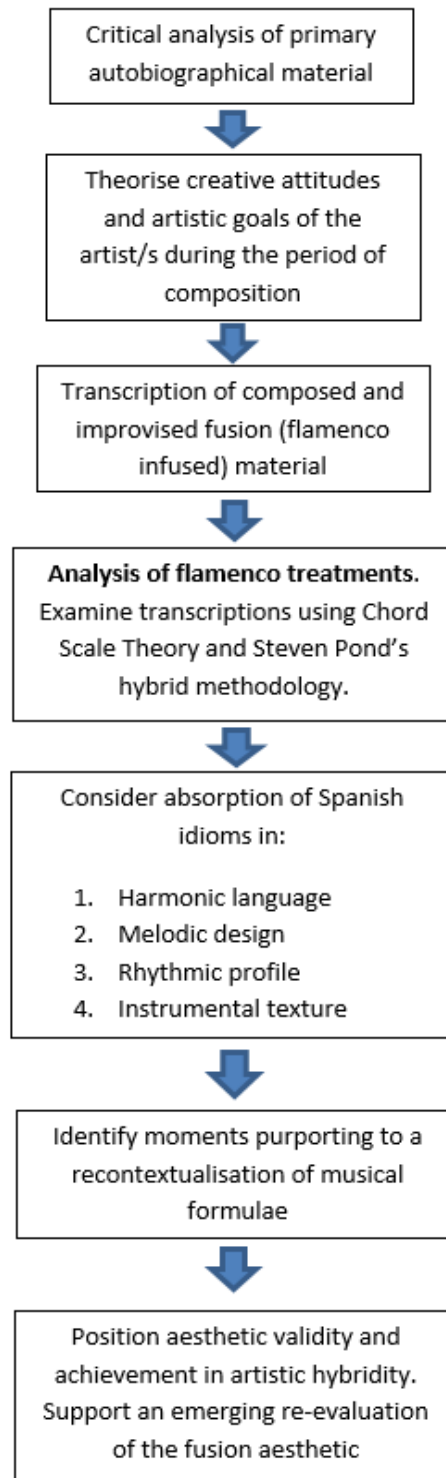 Critical analysis of primary
autobiographical material
Theorise creative attitudes
and artistic goals of the
artist/s during the period of
composition
Transcription of composed and
improvised fusion (flamenco
infused) material
Analysis of flamenco treatments.
Examine transcriptions using Chord
Scale Theory and Steven Pond’s
hybrid methodology.
Consider absorption of Spanish
idioms in:
1. Harmonic language
2. Melodic design
3. Rhythmic profile
4. Instrumental texture
Identify moments purporting to a
recontextualisation of musical
formulae
Position aesthetic validity and
achievement in artistic hybridity.
Support an emerging re-evaluation
of the fusion aesthetic